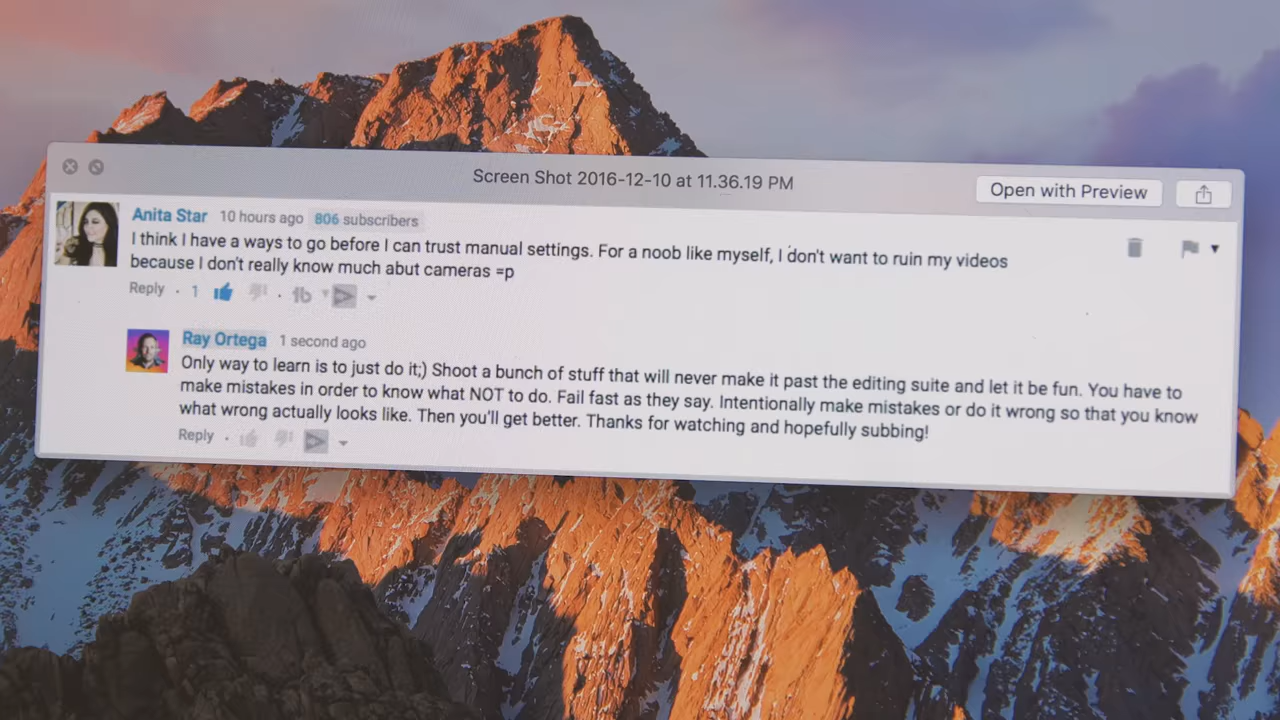 Screen Shot 2016-12-10 at 11.36.19 PM
Open with Preview
Anita Star 10 hours ago 806 subscribers
I think I have a ways to go before I can trust manual settings. For a noob like myself, I don't want to ruin my videos
because I don't really know much abut cameras =p
Reply · 1
Ray Ortega 1 second ago
Only way to learn is to just do it;) Shoot a bunch of stuff that will never make it past the editing suite and let it be fun. You have to
make mistakes in order to know what NOT to do. Fail fast as they say. Intentionally make mistakes or do it wrong so that you know
what wrong actually looks like. Then you'll get better. Thanks for watching and hopefully subbing!
Reply ·